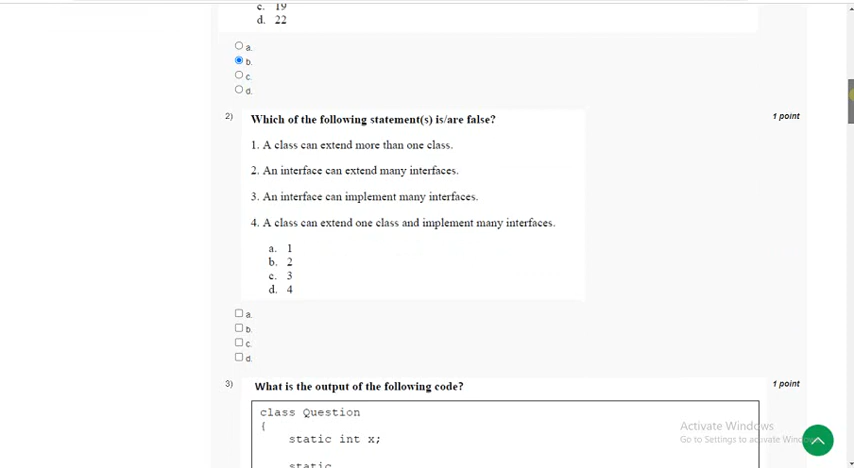 c. 19
d. 22
a.
b.
c.
d.
2) Which of the following statement(s) is/are false? 1 point
1. A class can extend more than one class.
2. An interface can extend many interfaces.
3. An interface can implement many interfaces.
4. A class can extend one class and implement many interfaces.
a. 1
b. 2
c. 3
d. 4
a.
b.
c.
d.
3) What is the output of the following code? 1 point
class Question
{
static int x;
static
Activate Windows
Go to Settings to activate Windows